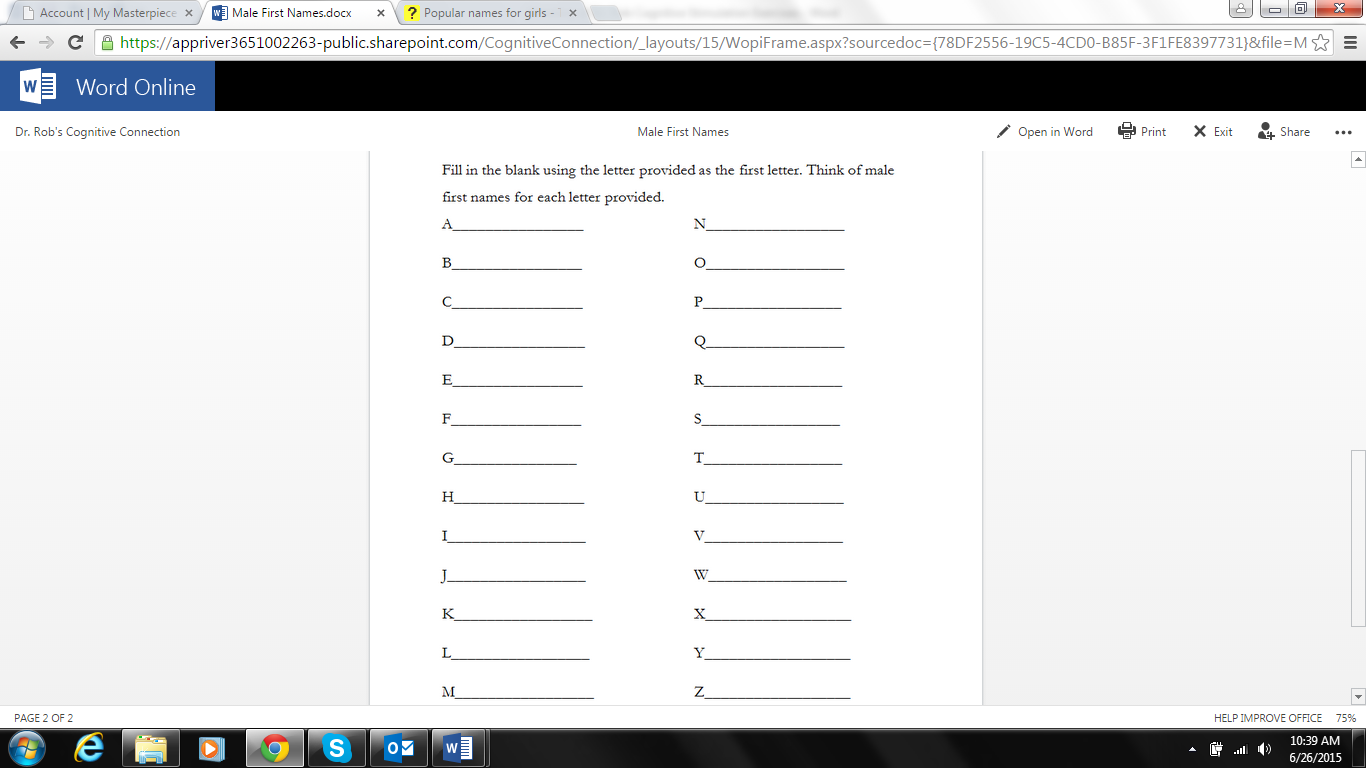 Account | My Masterpiece
Male First Names.docx
Popular names for girls - T
https://appriver3651002263-public.sharepoint.com/CognitiveConnection/_layouts/15/WopiFrame.aspx?sourcedoc={78DF2556-19C5-4CD0-B85F-3F1FE8397731}&file=M
Word Online
Dr. Rob's Cognitive Connection
Male First Names
Open in Word
Print
Exit
Share
Fill in the blank using the letter provided as the first letter. Think of male
first names for each letter provided.
A________________ N________________
B________________ O________________
C________________ P________________
D________________ Q________________
E________________ R________________
F________________ S________________
G________________ T________________
H________________ U________________
I________________ V________________
J________________ W________________
K________________ X________________
L________________ Y________________
M________________ Z________________
PAGE 2 OF 2
HELP IMPROVE OFFICE 75%
10:39 AM
6/26/2015